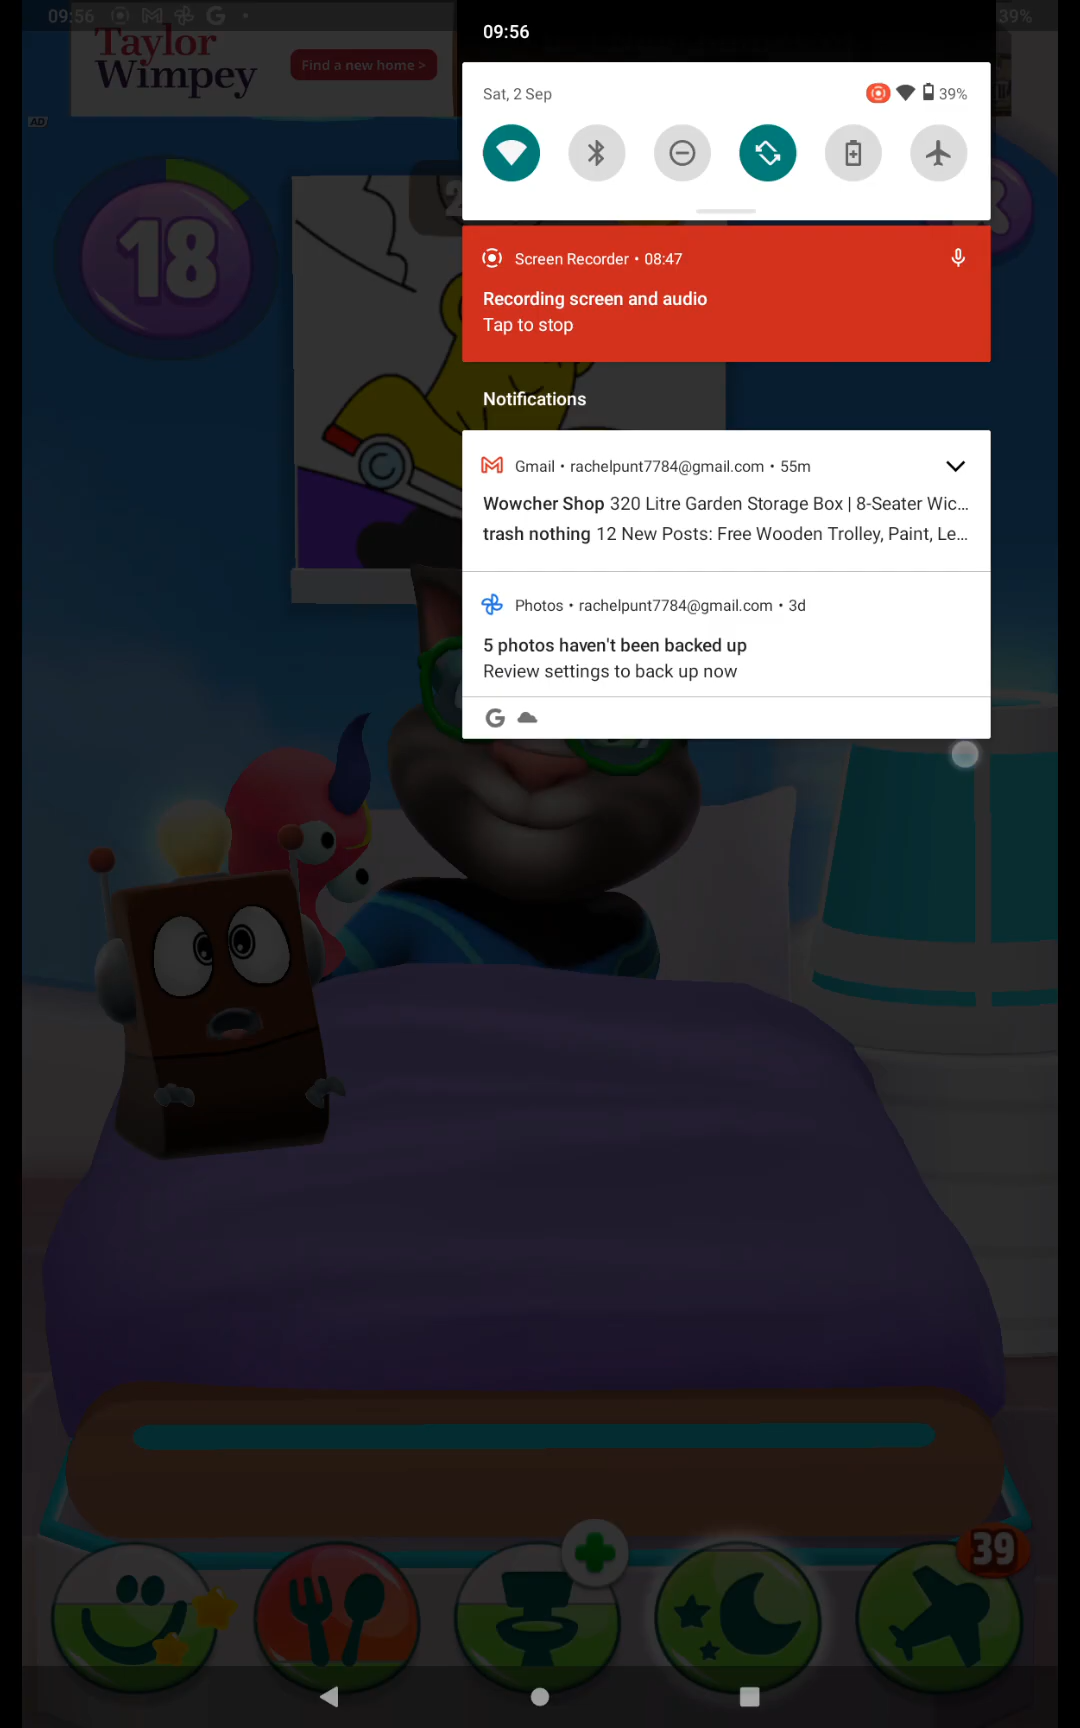 09:56
39%
Taylor
Wimpey
Find a new home >
AD
18
09:56
Sat, 2 Sep
39%
Screen Recorder • 08:47
Recording screen and audio
Tap to stop
Notifications
Gmail • rachelpunt7784@gmail.com • 55m
Wowcher Shop 320 Litre Garden Storage Box | 8-Seater Wic...
trash nothing 12 New Posts: Free Wooden Trolley, Paint, Le...
Photos • rachelpunt7784@gmail.com • 3d
5 photos haven't been backed up
Review settings to back up now
39